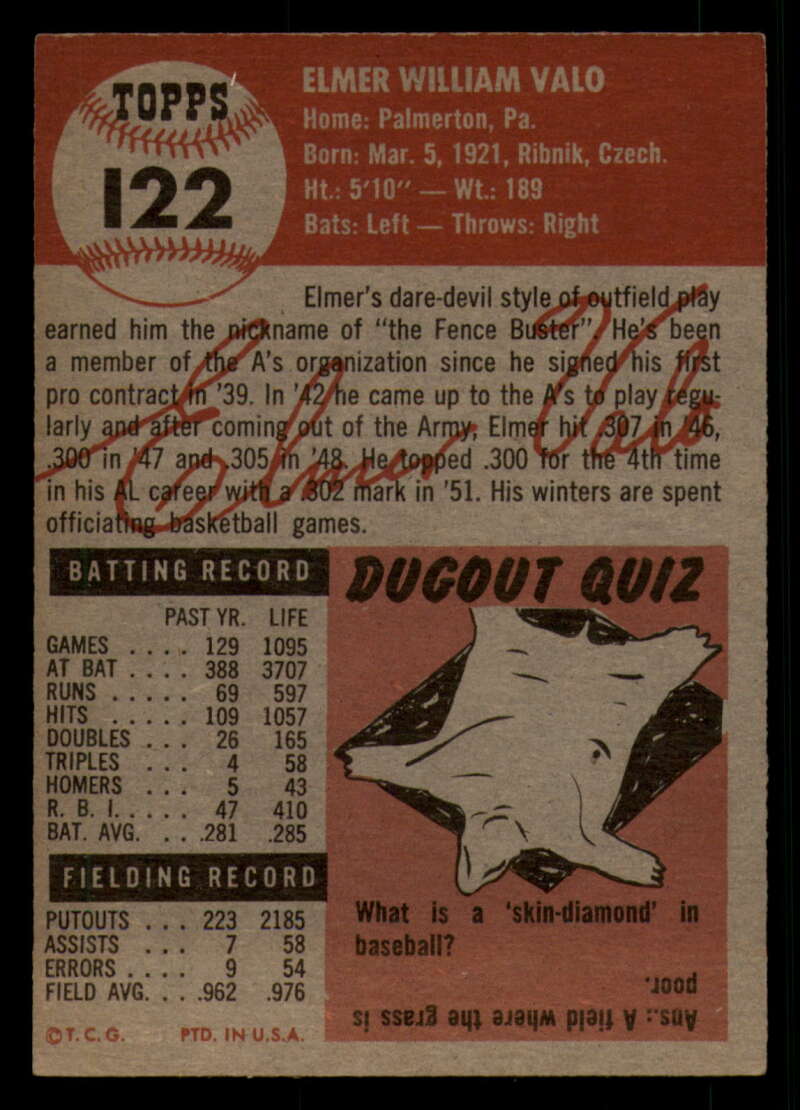 TOPPS
122
ELMER WILLIAM VALO
Home: Palmerton, Pa.
Born: Mar. 5, 1921, Ribnik, Czech.
Ht.: 5'10" — Wt.: 189
Bats: Left — Throws: Right
Elmer's dare-devil style of outfield play
earned him the nickname of "the Fence Buster". He's been
a member of the A's organization since he signed his first
pro contract in '39. In '42 he came up to the A's to play regu-
larly and after coming out of the Army, Elmer hit .307 in '46,
.300 in '47 and .305 in '48. He topped .300 for the 4th time
in his AL career with a .302 mark in '51. His winters are spent
officiating basketball games.
Elmer Valo
BATTING RECORD
PAST YR. LIFE
GAMES .... 129 1095
AT BAT .... 388 3707
RUNS ..... 69 597
HITS ..... 109 1057
DOUBLES ... 26 165
TRIPLES ... 4 58
HOMERS ... 5 43
R. B. I. .... 47 410
BAT. AVG. .. .281 .285
FIELDING RECORD
PUTOUTS ... 223 2185
ASSISTS ... 7 58
ERRORS .... 9 54
FIELD AVG. .. .962 .976
© T. C. G. PTD. IN U.S.A.
DUGOUT QUIZ
What is a 'skin-diamond' in
baseball?
Ans.: A field where the grass is
poor.